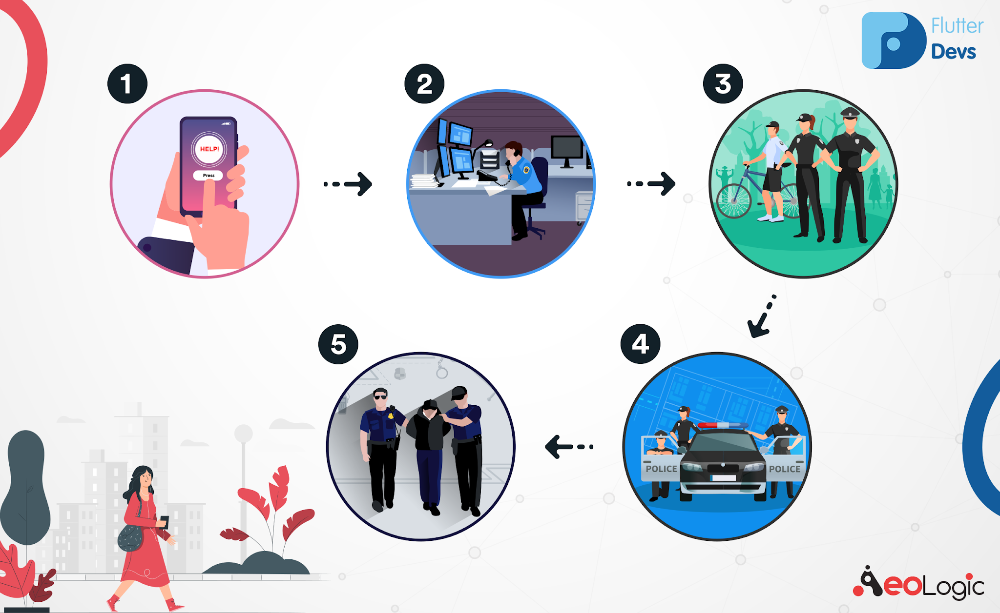 Flutter
Devs
1
2
3
HELP!
Press
5
4
POLICE
POLICE
AeoLogic